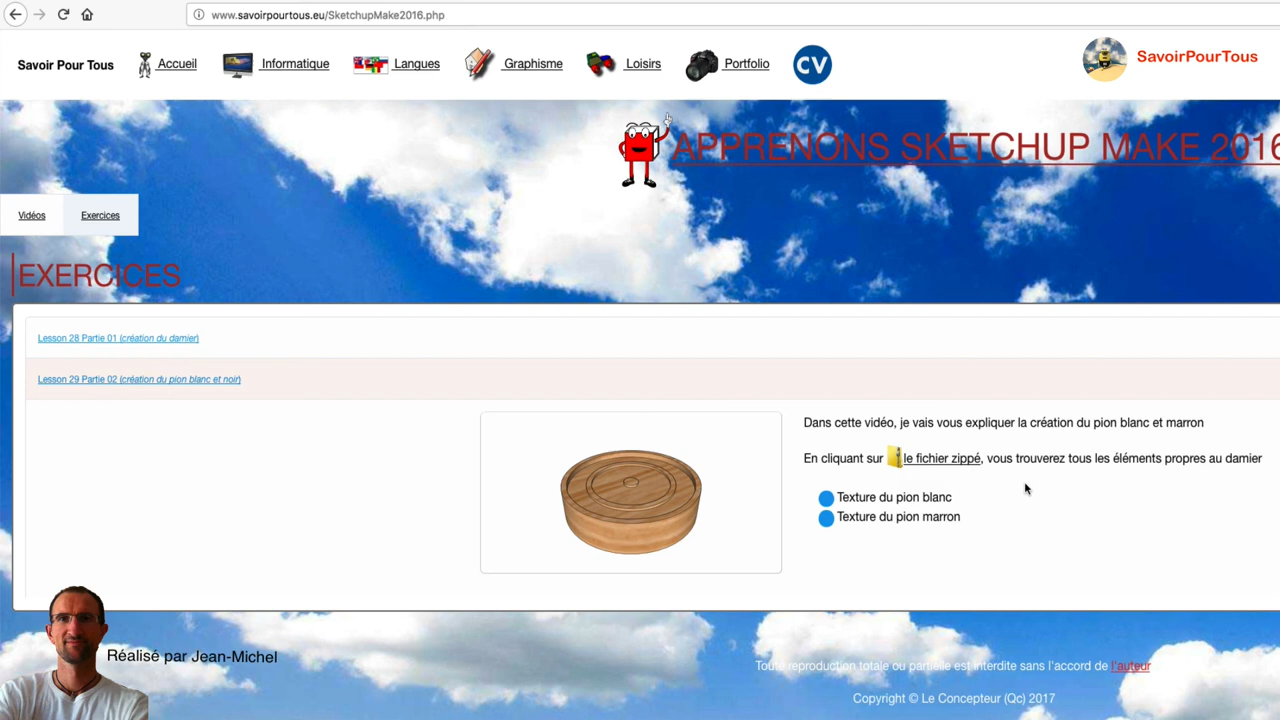 www.savoirpourtous.eu/SketchupMake2016.php
Savoir Pour Tous Accueil Informatique Langues Graphisme Loisirs Portfolio CV SavoirPourTous
APPRENONS SKETCHUP MAKE 2016
Vidéos Exercices
EXERCICES
Lesson 28 Partie 01 (création du damier)
Lesson 29 Partie 02 (création du pion blanc et noir)
Dans cette vidéo, je vais vous expliquer la création du pion blanc et marron
En cliquant sur le fichier zippé, vous trouverez tous les éléments propres au damier
Texture du pion blanc
Texture du pion marron
Réalisé par Jean-Michel
Toute reproduction totale ou partielle est interdite sans l'accord de l'auteur
Copyright © Le Concepteur (Qc) 2017